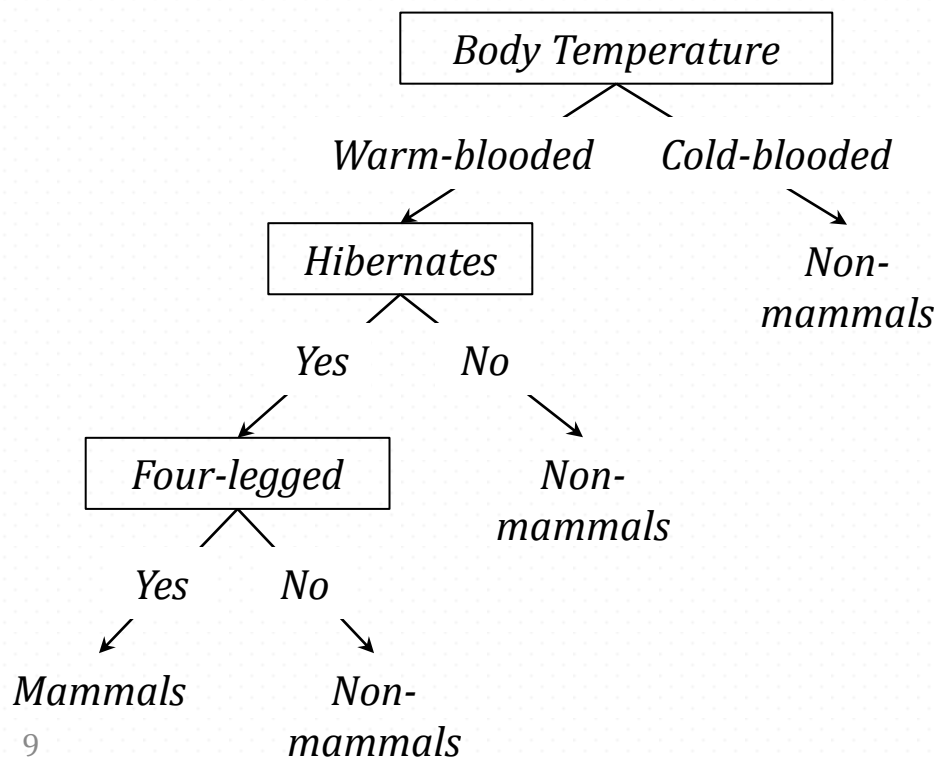 Body Temperature
Warm-blooded
Cold-blooded
Hibernates
Non-
mammals
Yes
No
Four-legged
Non-
mammals
Yes
No
Mammals
Non-
mammals
9